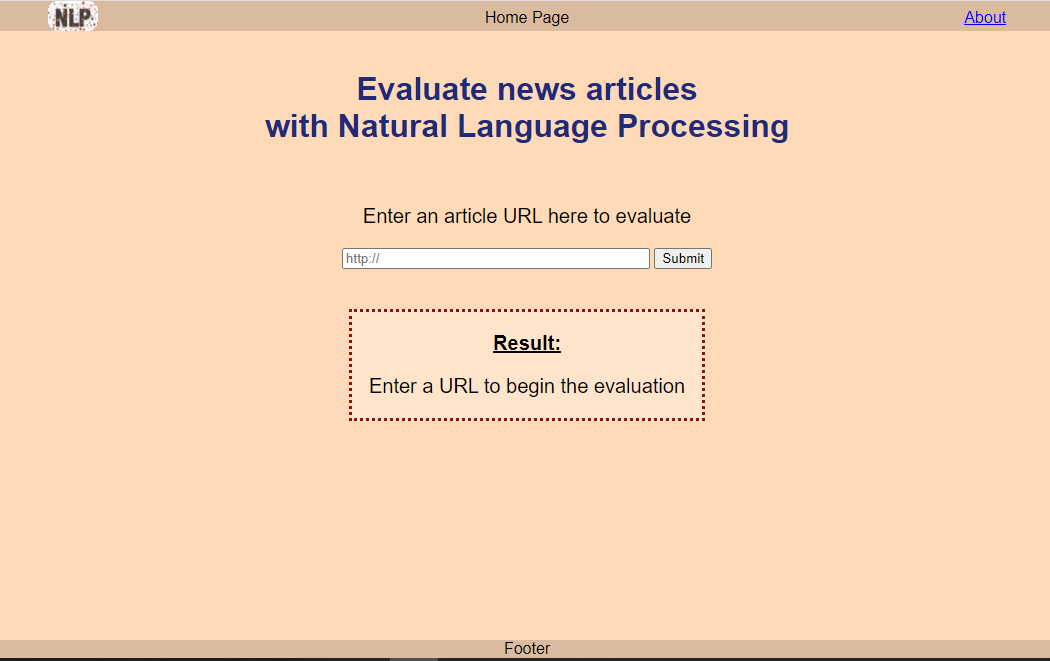 NLP
Home Page
About
Evaluate news articles
with Natural Language Processing
Enter an article URL here to evaluate
http://
Submit
Result:
Enter a URL to begin the evaluation
Footer